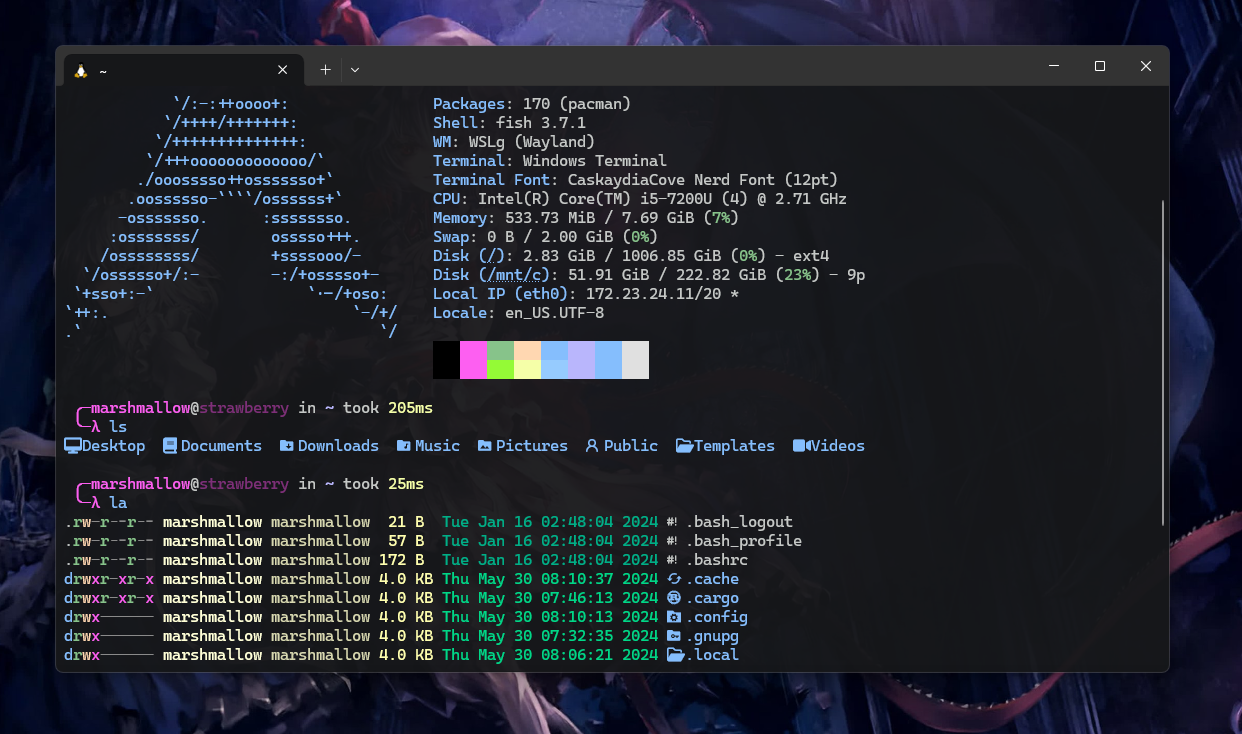 ~
`/:-:++oooo+:                Packages: 170 (pacman)
`/++++/+++++++:               Shell: fish 3.7.1
`/++++++++++++++:              WM: WSLg (Wayland)
`/+++ooooooooooooo/`            Terminal: Windows Terminal
./ooosssso++osssssso+`           Terminal Font: CaskaydiaCove Nerd Font (12pt)
.oossssso-````/ossssss+`          CPU: Intel(R) Core(TM) i5-7200U (4) @ 2.71 GHz
-osssssso.      :ssssssso.         Memory: 533.73 MiB / 7.69 GiB (7%)
:osssssss/        osssso+++.        Swap: 0 B / 2.00 GiB (0%)
/ossssssss/        +ssssooo/-        Disk (/): 2.83 GiB / 1006.85 GiB (0%) - ext4
`/ossssso+/:-        -:/+osssso+-      Disk (/mnt/c): 51.91 GiB / 222.82 GiB (23%) - 9p
`+sso+:-`                 `.-/+oso:     Local IP (eth0): 172.23.24.11/20 *
`++:.                           `-/+/    Locale: en_US.UTF-8
.`                                 `/
╭─marshmallow@strawberry in ~ took 205ms
╰─λ ls
Desktop Documents Downloads Music Pictures Public Templates Videos
╭─marshmallow@strawberry in ~ took 25ms
╰─λ la
.rw-r--r-- marshmallow marshmallow  21 B  Tue Jan 16 02:48:04 2024 #! .bash_logout
.rw-r--r-- marshmallow marshmallow  57 B  Tue Jan 16 02:48:04 2024 #! .bash_profile
.rw-r--r-- marshmallow marshmallow 172 B  Tue Jan 16 02:48:04 2024 #! .bashrc
drwxr-xr-x marshmallow marshmallow 4.0 KB Thu May 30 08:10:37 2024 .cache
drwxr-xr-x marshmallow marshmallow 4.0 KB Thu May 30 07:46:13 2024 .cargo
drwx------ marshmallow marshmallow 4.0 KB Thu May 30 08:10:13 2024 .config
drwx------ marshmallow marshmallow 4.0 KB Thu May 30 07:32:35 2024 .gnupg
drwx------ marshmallow marshmallow 4.0 KB Thu May 30 08:06:21 2024 .local